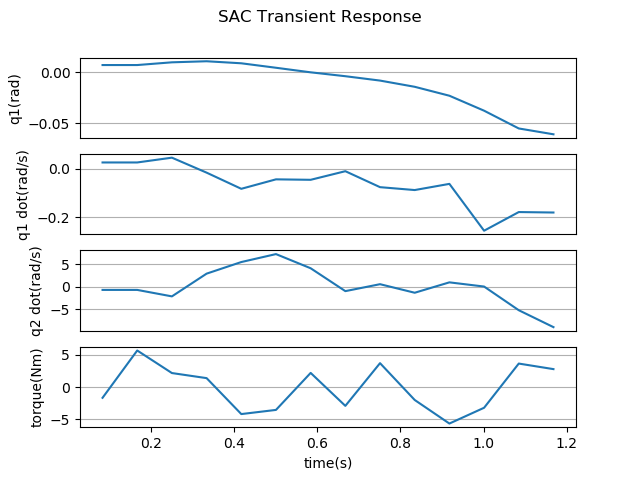 SAC Transient Response
q1(rad)
0.00
−0.05
q1 dot(rad/s)
0.0
−0.2
q2 dot(rad/s)
5
0
−5
torque(Nm)
5
0
−5
0.2 0.4 0.6 0.8 1.0 1.2
time(s)